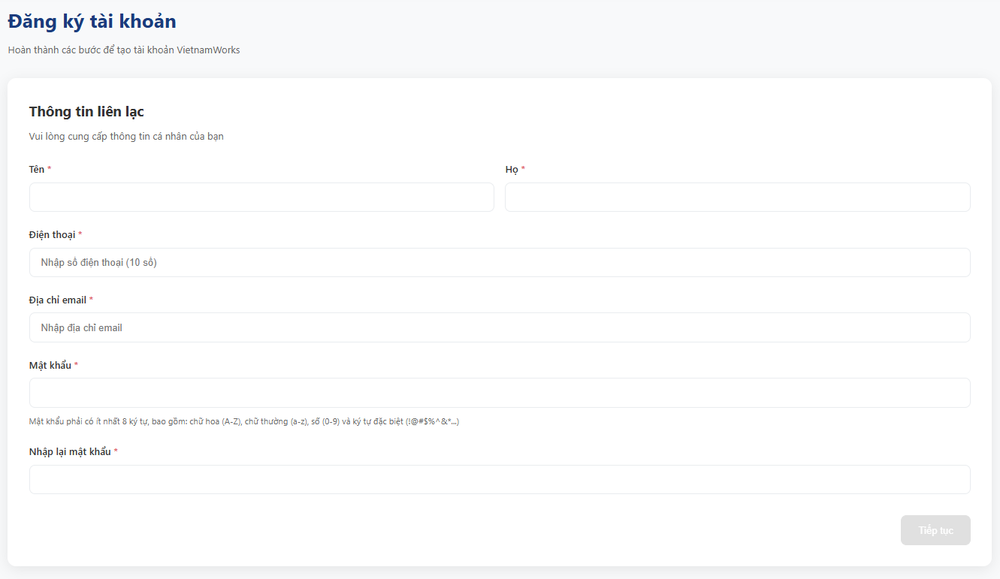 Đăng ký tài khoản
Hoàn thành các bước để tạo tài khoản VietnamWorks
Thông tin liên lạc
Vui lòng cung cấp thông tin cá nhân của bạn
Tên *
Họ *
Điện thoại *
Nhập số điện thoại (10 số)
Địa chỉ email *
Nhập địa chỉ email
Mật khẩu *
Mật khẩu phải có ít nhất 8 ký tự, bao gồm: chữ hoa (A-Z), chữ thường (a-z), số (0-9) và ký tự đặc biệt (!@#$%^&*...)
Nhập lại mật khẩu *
Tiếp tục